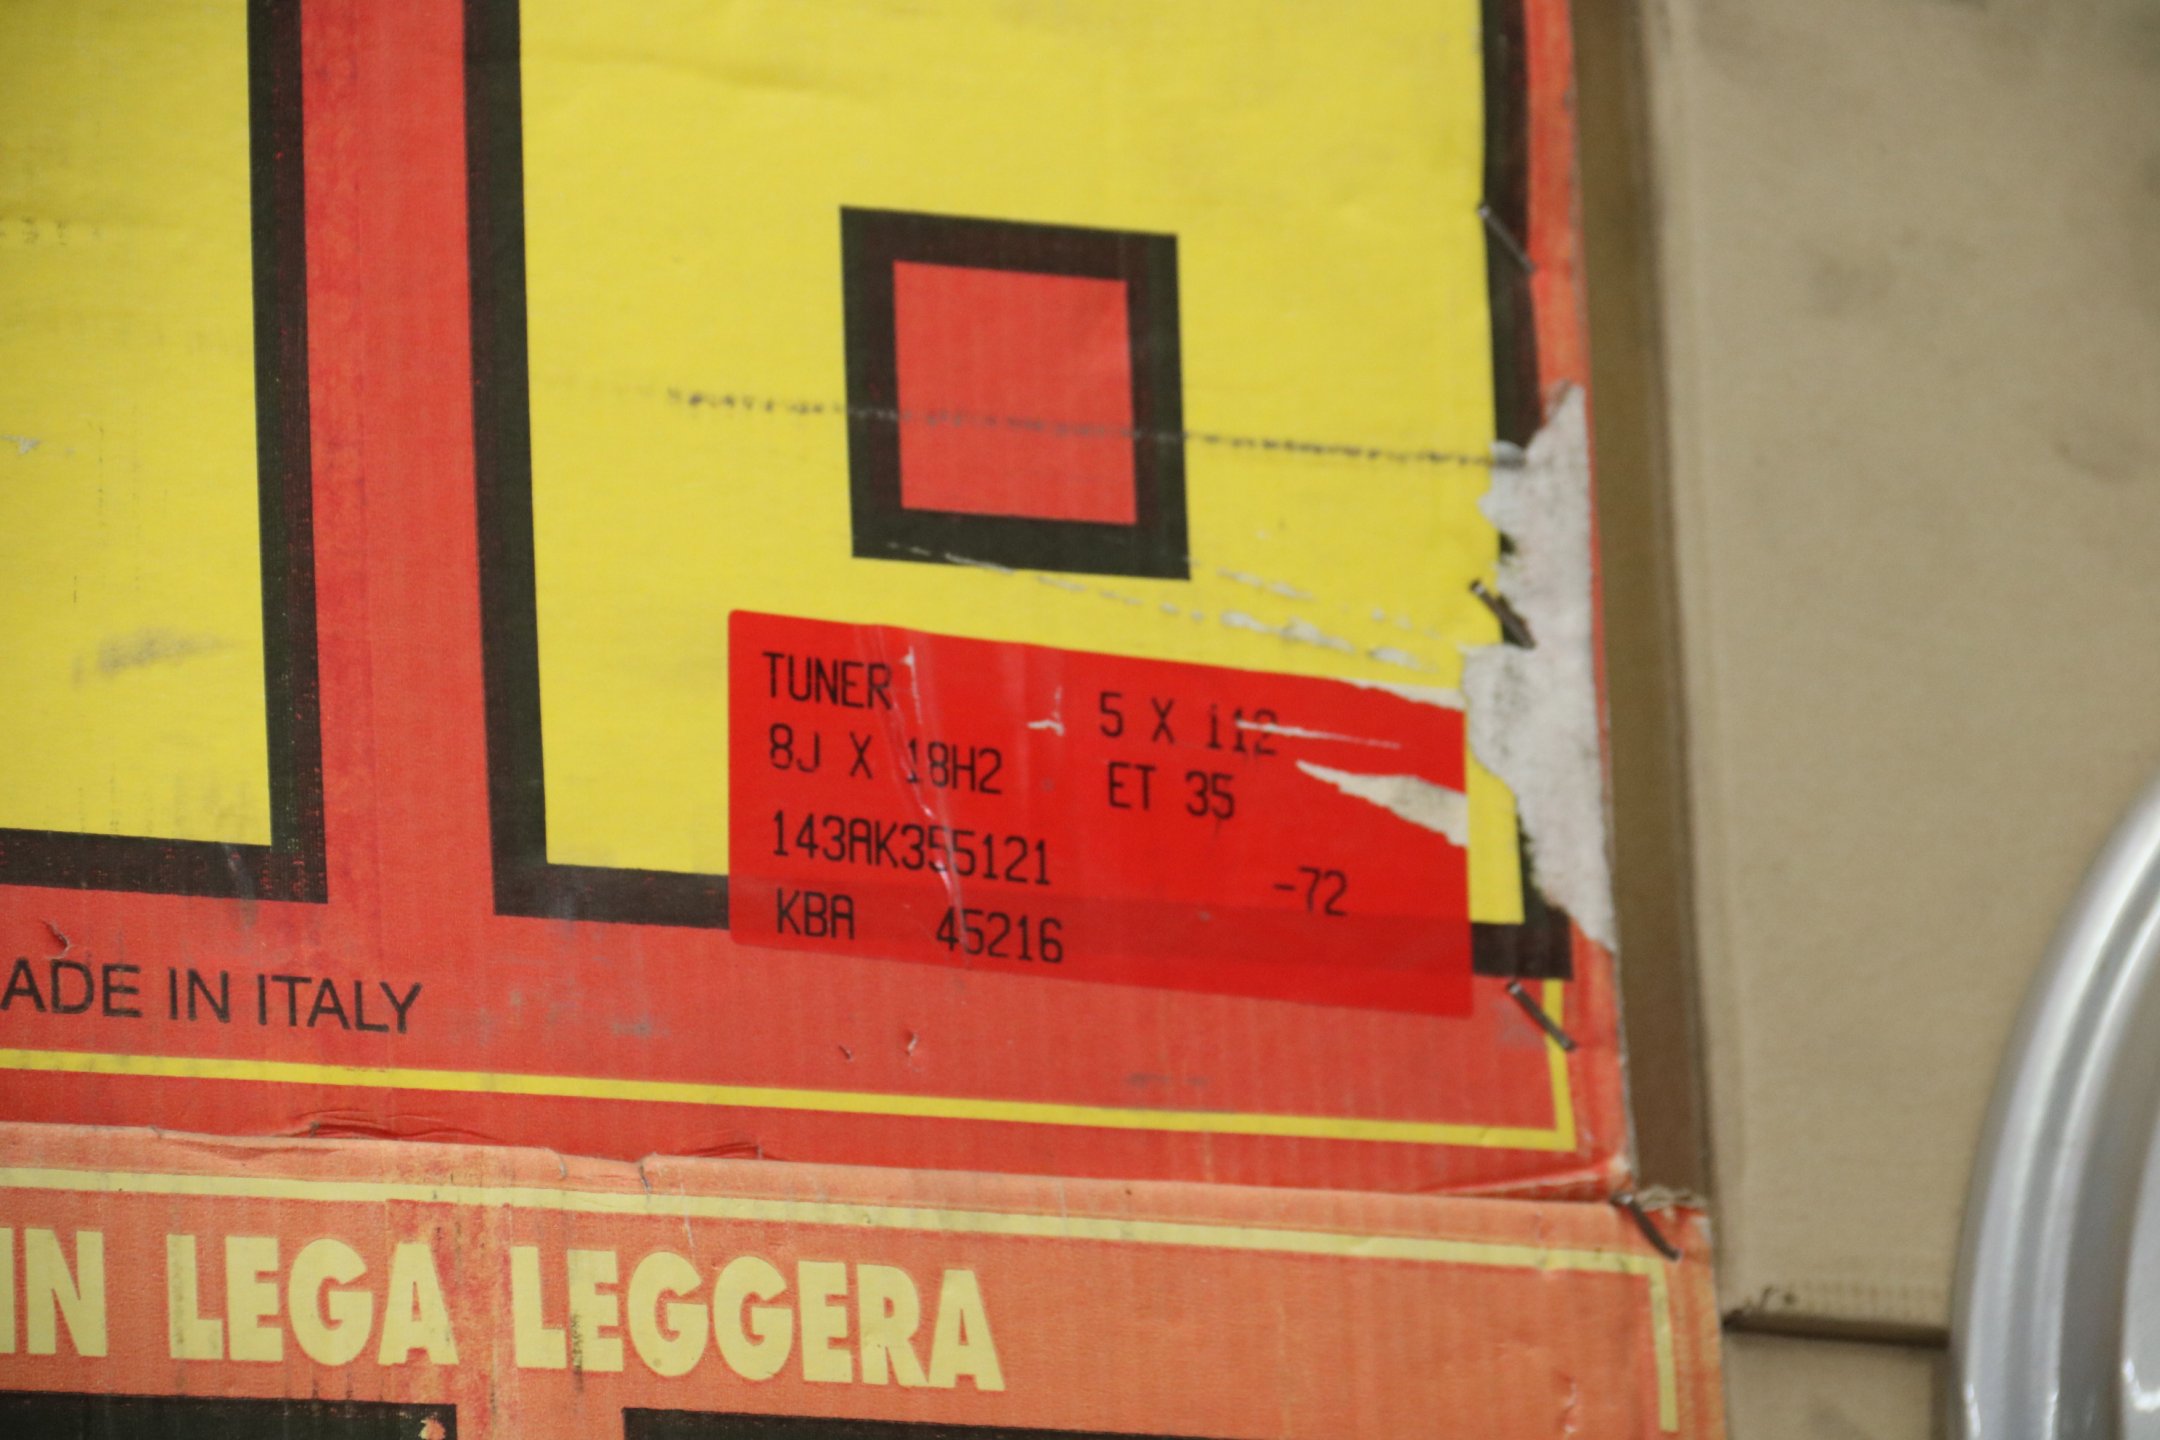 TUNER 5 X 112
8J X 18H2 ET 35
143AK355121 -72
KBA 45216
ADE IN ITALY
IN LEGA LEGGERA